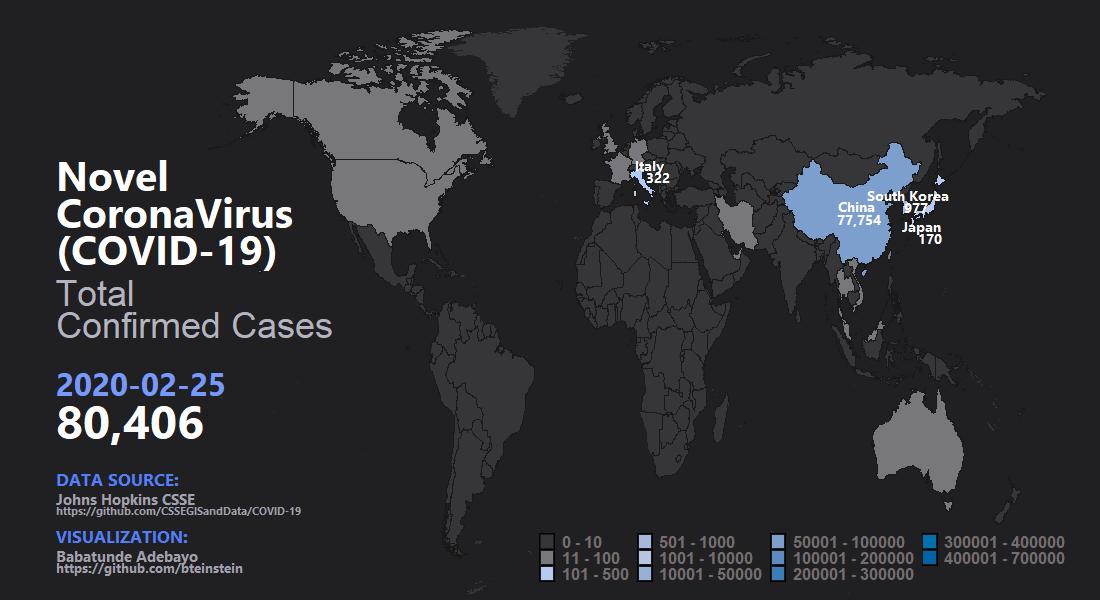 Novel
CoronaVirus
(COVID-19)
Total
Confirmed Cases
2020-02-25
80,406
DATA SOURCE:
Johns Hopkins CSSE
https://github.com/CSSEGISandData/COVID-19
VISUALIZATION:
Babatunde Adebayo
https://github.com/bteinstein
Italy
322
China
77,754
South Korea
977
Japan
170
0 - 10
11 - 100
101 - 500
501 - 1000
1001 - 10000
10001 - 50000
50001 - 100000
100001 - 200000
200001 - 300000
300001 - 400000
400001 - 700000